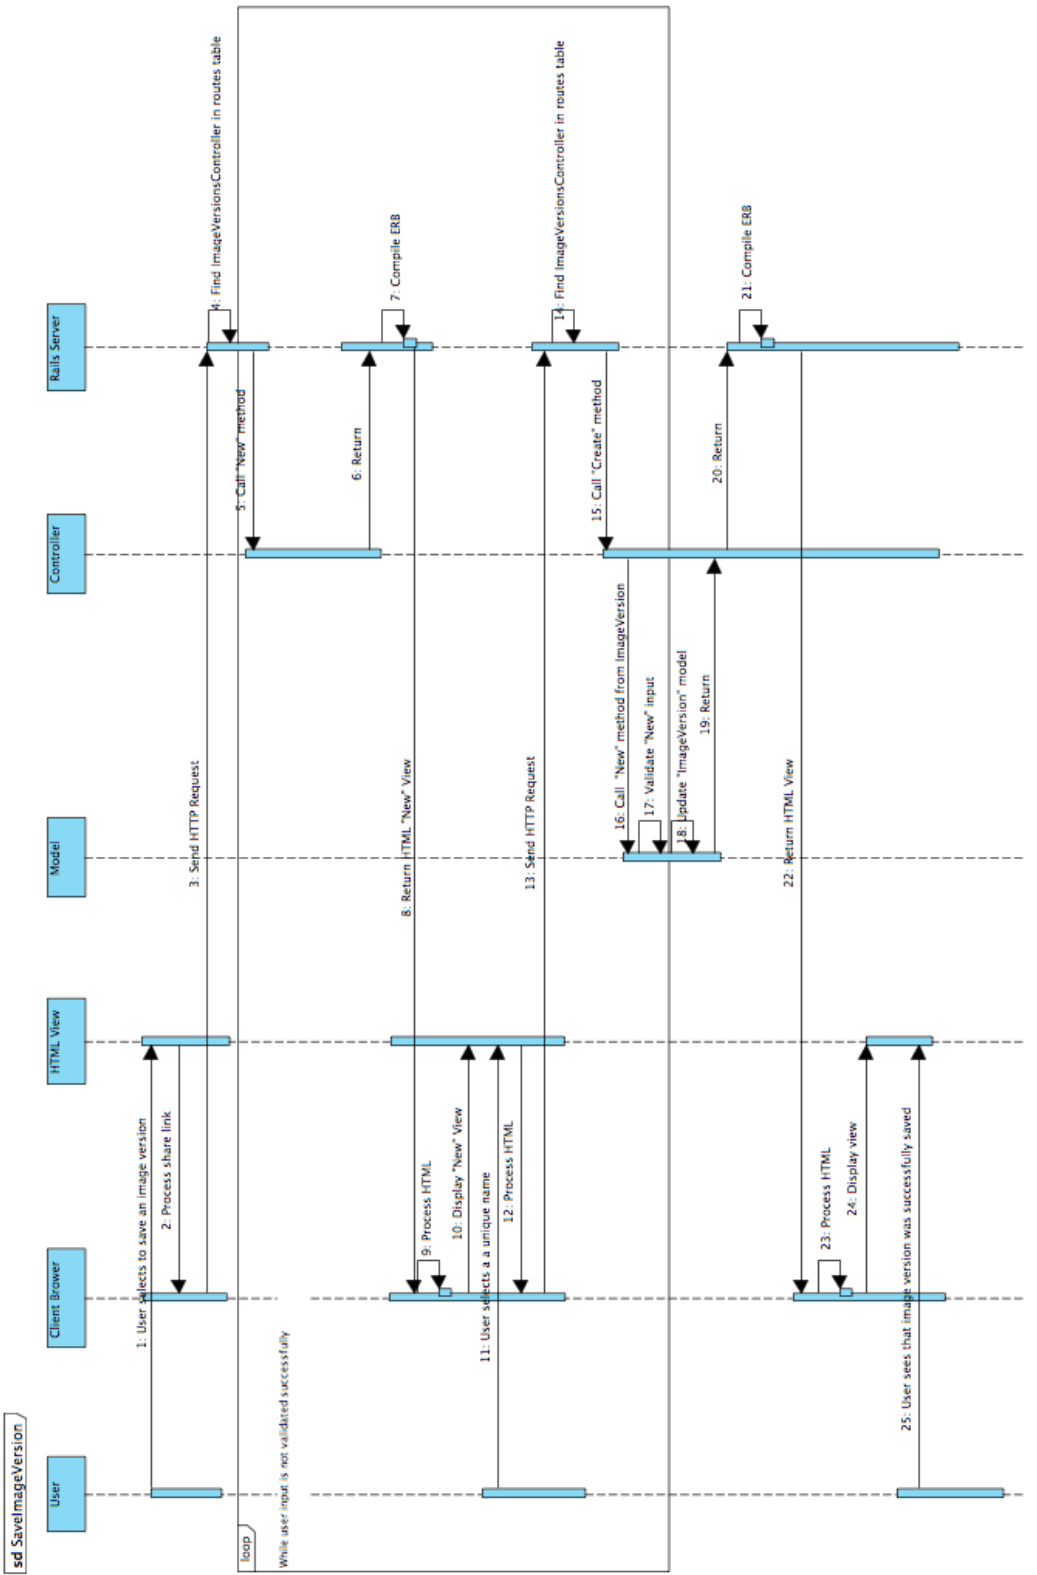 sd SaveImageVersion
User
Client Brower
HTML View
Model
Controller
Rails Server
1: User selects to save an image version
2: Process share link
3: Send HTTP Request
4: Find ImageVersionsController in routes table
loop
While user input is not validated successfully
5: Call "New" method
6: Return
7: Compile ERB
8: Return HTML "New" View
9: Process HTML
10: Display "New" View
11: User selects a a unique name
12: Process HTML
13: Send HTTP Request
14: Find ImageVersionsController in routes table
15: Call "Create" method
16: Call "New" method from ImageVersion
17: Validate "New" input
18: Update "ImageVersion" model
19: Return
20: Return
21: Compile ERB
22: Return HTML View
23: Process HTML
24: Display view
25: User sees that image version was successfully saved